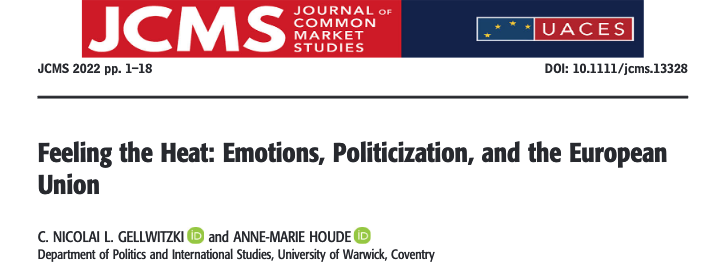 JCMS JOURNAL OF
COMMON
MARKET
STUDIES
UACES
JCMS 2022 pp. 1–18 DOI: 10.1111/jcms.13328
Feeling the Heat: Emotions, Politicization, and the European
Union
C. NICOLAI L. GELLWITZKI iD and ANNE-MARIE HOUDE iD
Department of Politics and International Studies, University of Warwick, Coventry